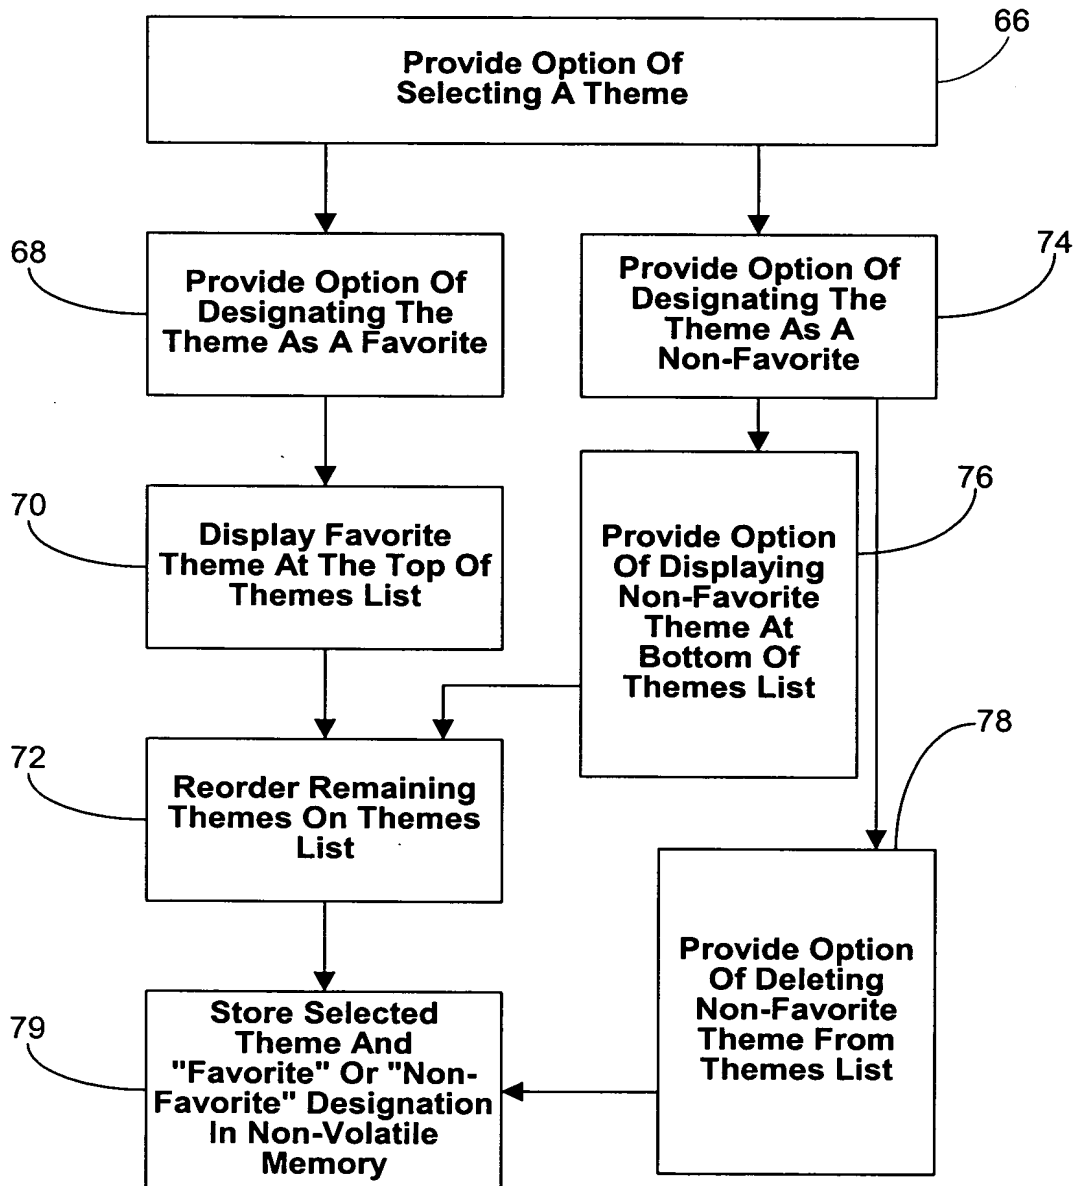 66
Provide Option Of
Selecting A Theme
68
Provide Option Of
Designating The
Theme As A Favorite
74
Provide Option Of
Designating The
Theme As A
Non-Favorite
70
Display Favorite
Theme At The Top Of
Themes List
76
Provide Option
Of Displaying
Non-Favorite
Theme At
Bottom Of
Themes List
72
Reorder Remaining
Themes On Themes
List
78
Provide Option
Of Deleting
Non-Favorite
Theme From
Themes List
79
Store Selected
Theme And
"Favorite" Or "Non-
Favorite" Designation
In Non-Volatile
Memory